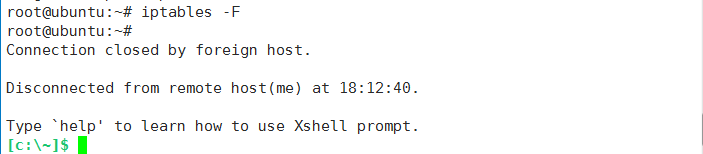 root@ubuntu:~# iptables -F
root@ubuntu:~#
Connection closed by foreign host.
Disconnected from remote host(me) at 18:12:40.
Type `help' to learn how to use Xshell prompt.
[c:\~]$